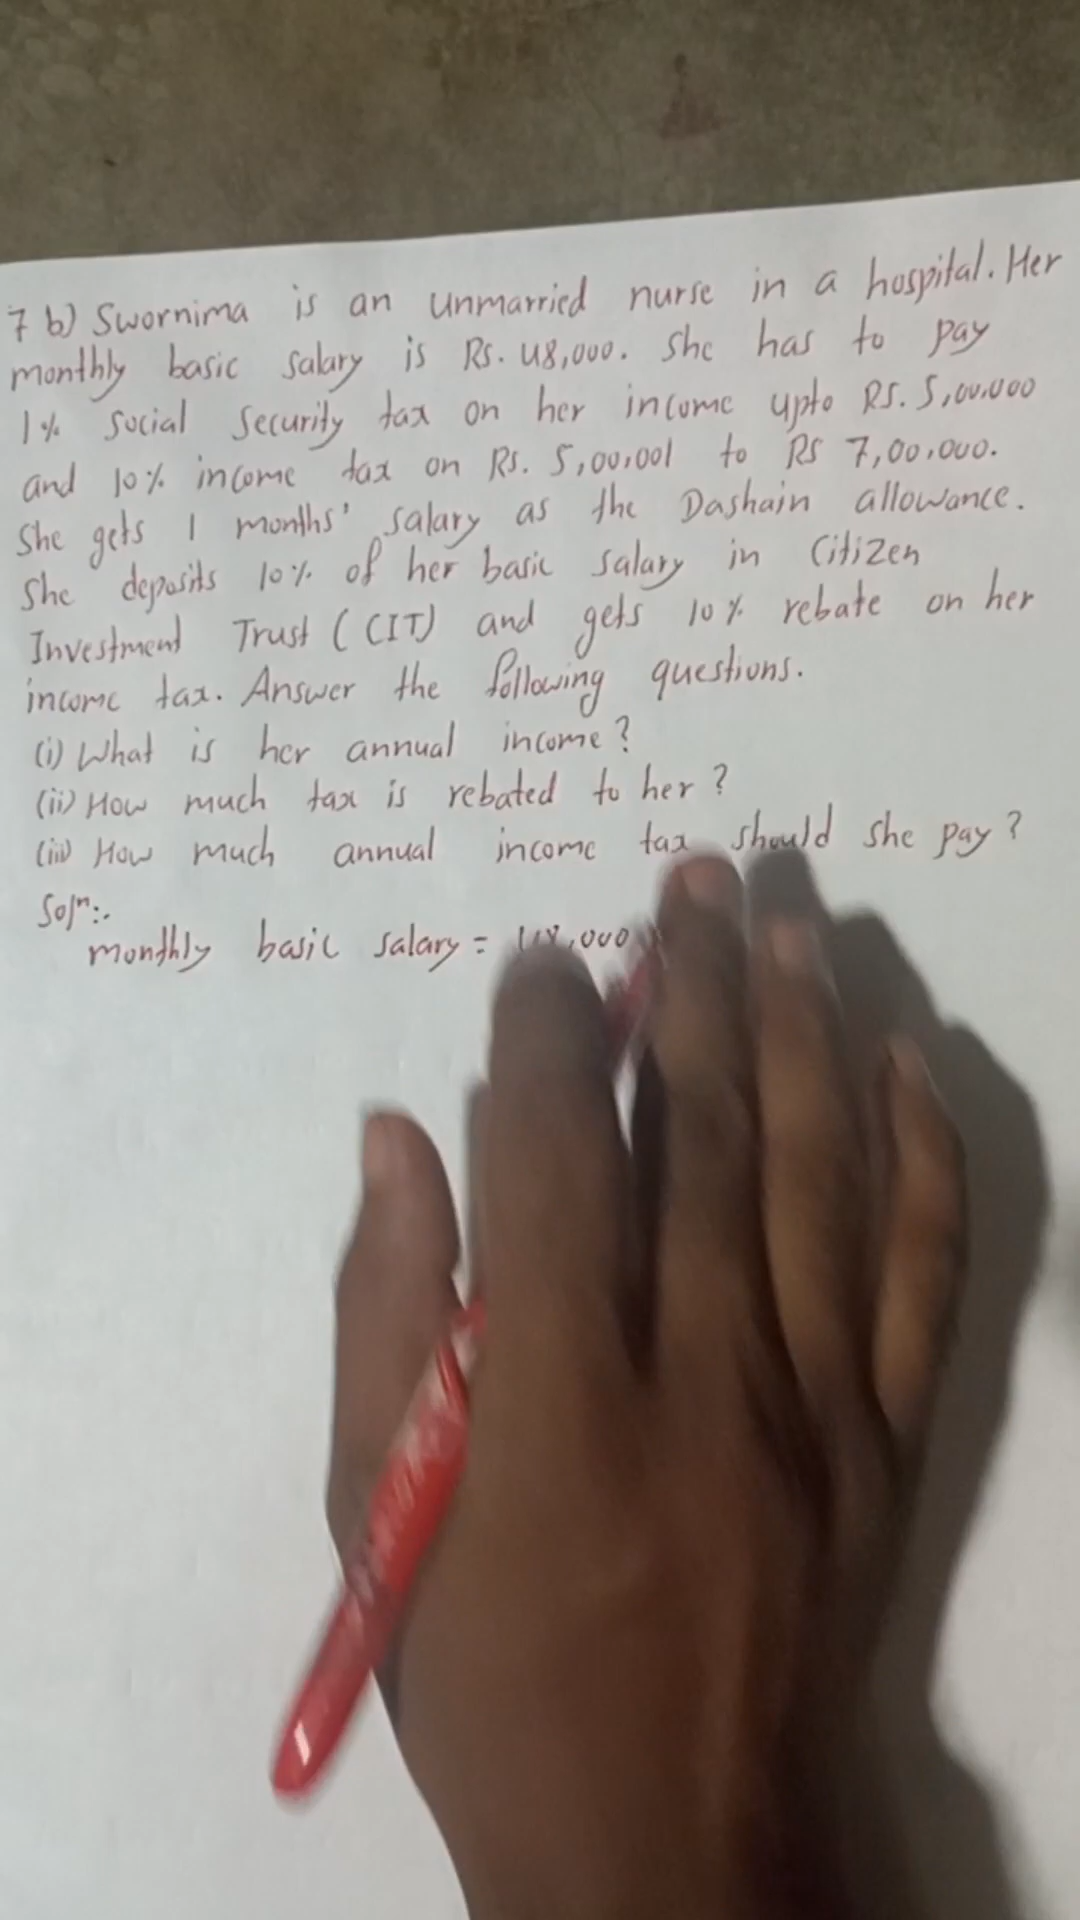 7 b) Swornima is an unmarried nurse in a hospital. Her
monthly basic salary is Rs. 48,000. She has to pay
1% social security tax on her income upto Rs. 5,00,000
and 10% income tax on Rs. 5,00,001 to Rs 7,00,000.
She gets 1 months' salary as the Dashain allowance.
She deposits 10% of her basic salary in Citizen
Investment Trust (CIT) and gets 10% rebate on her
income tax. Answer the following questions.
(i) What is her annual income?
(ii) How much tax is rebated to her?
(iii) How much annual income tax should she pay?
Soln:.
monthly basic salary = 48,000